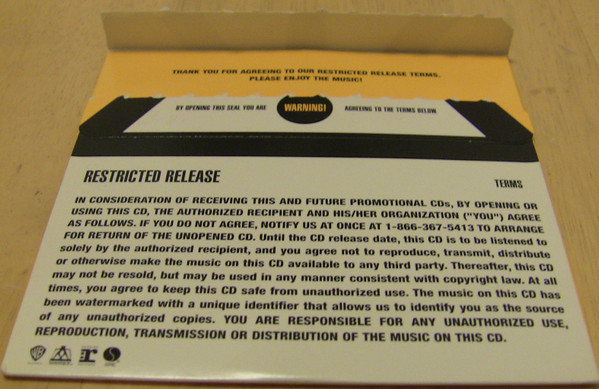 THANK YOU FOR AGREEING TO OUR RESTRICTED RELEASE TERMS.
PLEASE ENJOY THE MUSIC!
BY OPENING THIS SEAL YOU ARE WARNING! AGREEING TO THE TERMS BELOW
RESTRICTED RELEASE TERMS
IN CONSIDERATION OF RECEIVING THIS AND FUTURE PROMOTIONAL CDs, BY OPENING OR
USING THIS CD, THE AUTHORIZED RECIPIENT AND HIS/HER ORGANIZATION ("YOU") AGREE
AS FOLLOWS. IF YOU DO NOT AGREE, NOTIFY US AT ONCE AT 1-866-367-5413 TO ARRANGE
FOR RETURN OF THE UNOPENED CD. Until the CD release date, this CD is to be listened to
solely by the authorized recipient, and you agree not to reproduce, transmit, distribute
or otherwise make the music on this CD available to any third party. Thereafter, this CD
may not be resold, but may be used in any manner consistent with copyright law. At all
times, you agree to keep this CD safe from unauthorized use. The music on this CD has
been watermarked with a unique identifier that allows us to identify you as the source
of any unauthorized copies. YOU ARE RESPONSIBLE FOR ANY UNAUTHORIZED USE,
REPRODUCTION, TRANSMISSION OR DISTRIBUTION OF THE MUSIC ON THIS CD.